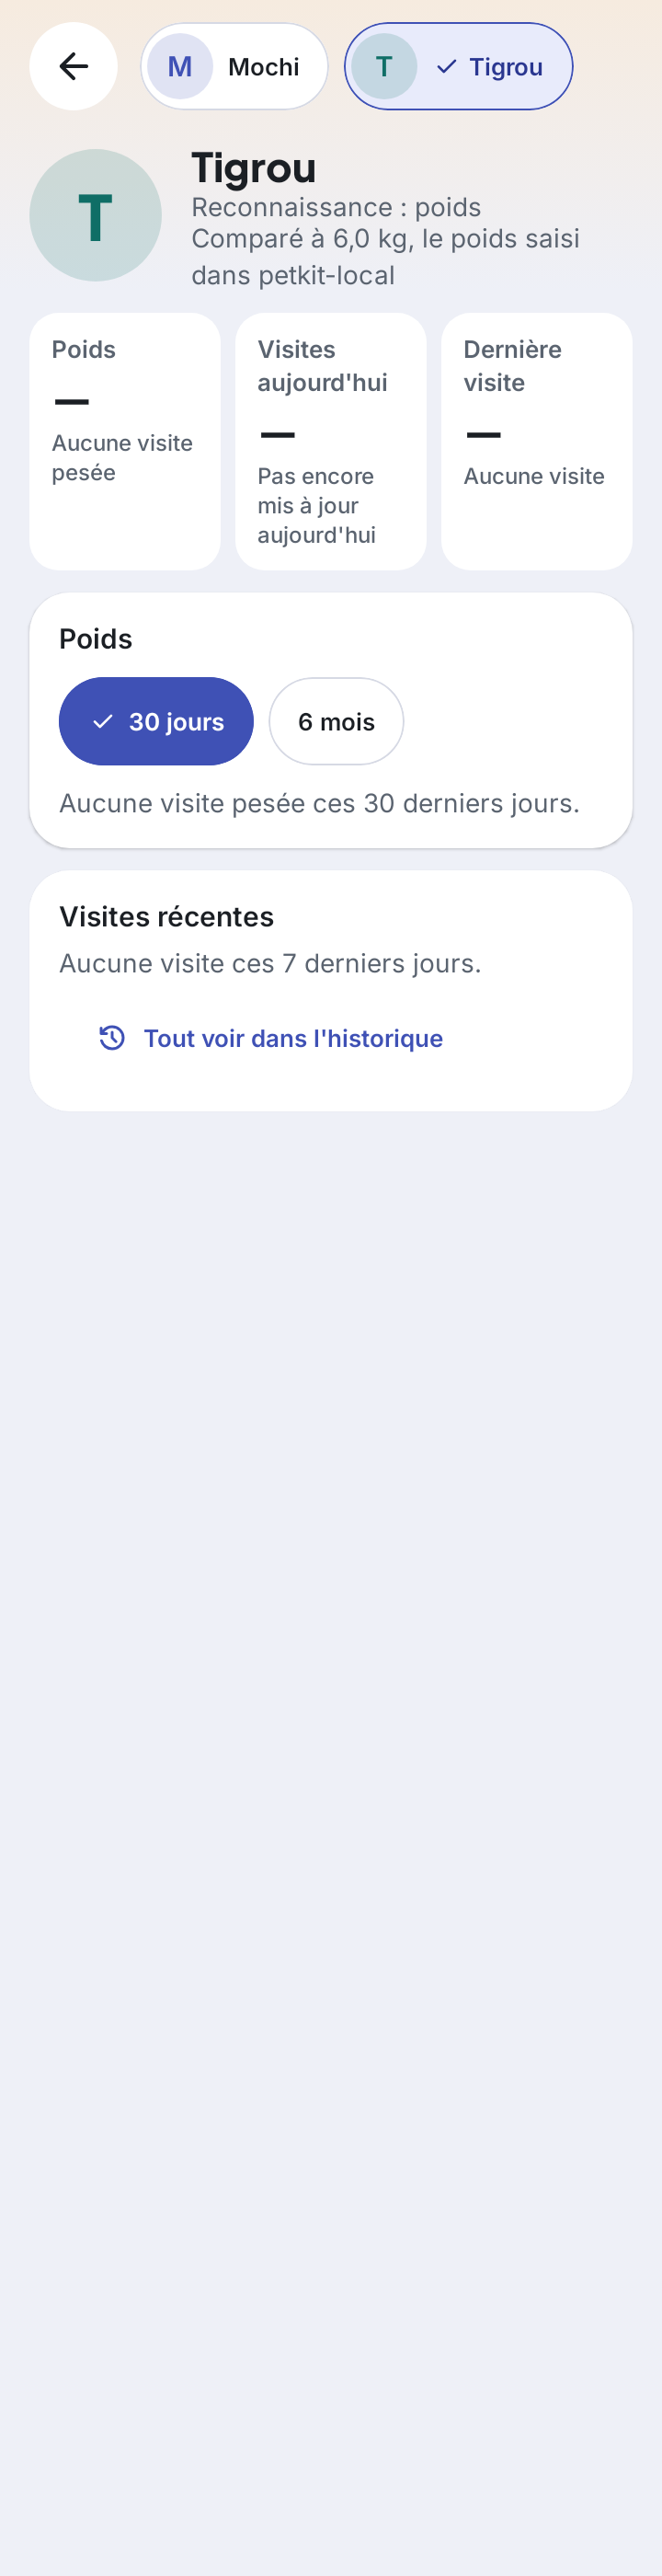 M Mochi
T Tigrou
T
Tigrou
Reconnaissance : poids
Comparé à 6,0 kg, le poids saisi
dans petkit-local
Poids
—
Aucune visite
pesée
Visites
aujourd'hui
—
Pas encore
mis à jour
aujourd'hui
Dernière
visite
—
Aucune visite
Poids
30 jours
6 mois
Aucune visite pesée ces 30 derniers jours.
Visites récentes
Aucune visite ces 7 derniers jours.
Tout voir dans l'historique